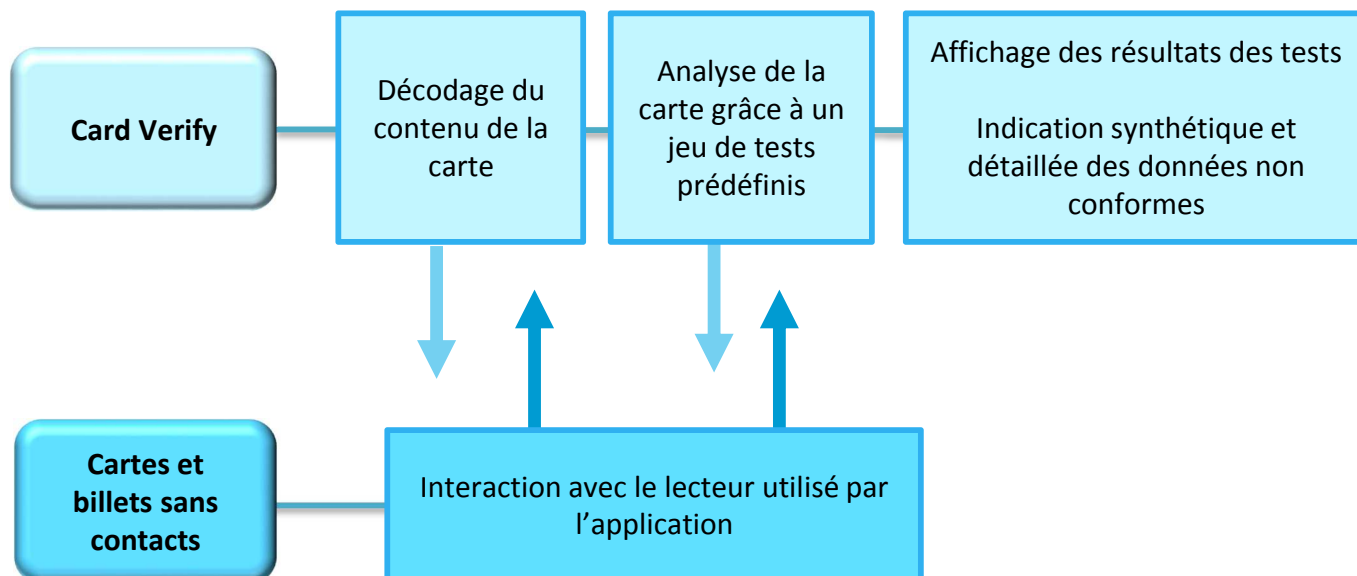 Card Verify
Décodage du
contenu de la
carte
Analyse de la
carte grâce à un
jeu de tests
prédéfinis
Affichage des résultats des tests
Indication synthétique et
détaillée des données non
conformes
Cartes et
billets sans
contacts
Interaction avec le lecteur utilisé par
l’application